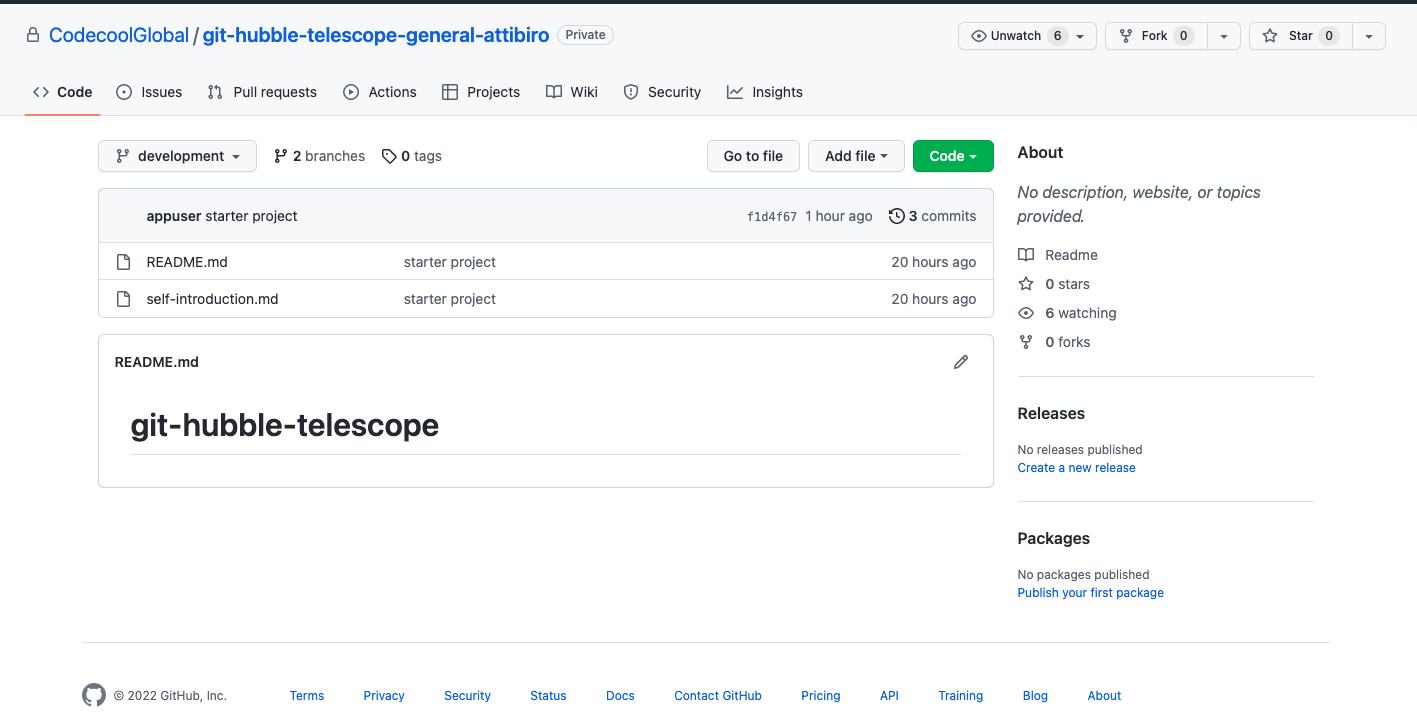 CodecoolGlobal / git-hubble-telescope-general-attibiro Private
Unwatch 6 Fork 0 Star 0
Code Issues Pull requests Actions Projects Wiki Security Insights
development 2 branches 0 tags
Go to file Add file Code
appuser starter project f1d4f67 1 hour ago 3 commits
README.md starter project 20 hours ago
self-introduction.md starter project 20 hours ago
README.md
git-hubble-telescope
About
No description, website, or topics
provided.
Readme
0 stars
6 watching
0 forks
Releases
No releases published
Create a new release
Packages
No packages published
Publish your first package
© 2022 GitHub, Inc. Terms Privacy Security Status Docs Contact GitHub Pricing API Training Blog About